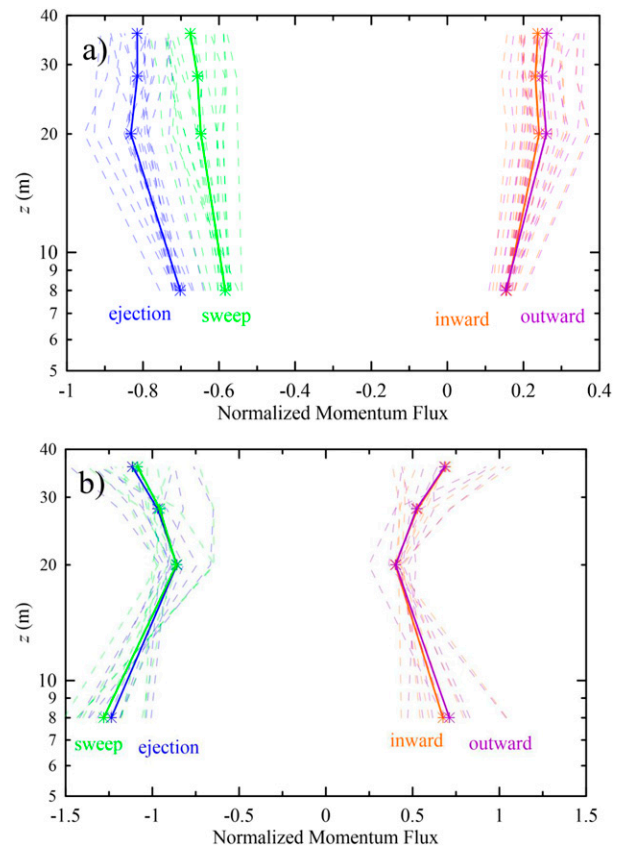 a)
40
30
20
10
9
8
7
6
5
z (m)
ejection
sweep
inward
outward
-1 -0.8 -0.6 -0.4 -0.2 0 0.2 0.4
Normalized Momentum Flux
b)
40
30
20
10
9
8
7
6
5
z (m)
sweep
ejection
inward
outward
-1.5 -1 -0.5 0 0.5 1 1.5
Normalized Momentum Flux